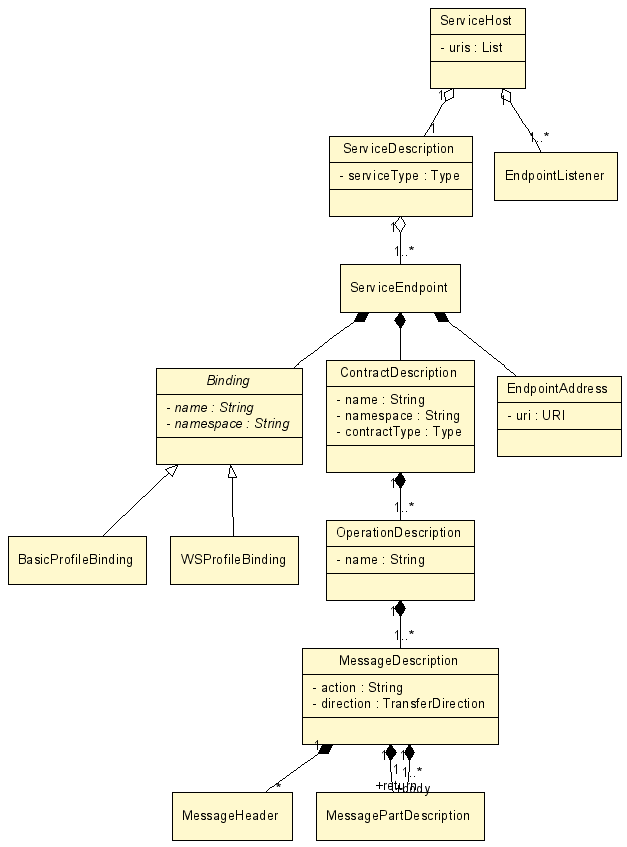 ServiceHost
- uris : List
1
1
1
1..*
ServiceDescription
- serviceType : Type
EndpointListener
1
1..*
ServiceEndpoint
Binding
- name : String
- namespace : String
ContractDescription
- name : String
- namespace : String
- contractType : Type
EndpointAddress
- uri : URI
1
1..*
BasicProfileBinding
WSProfileBinding
OperationDescription
- name : String
1
1..*
MessageDescription
- action : String
- direction : TransferDirection
1
*
1
1
1
1..*
+return
+body
MessageHeader
MessagePartDescription